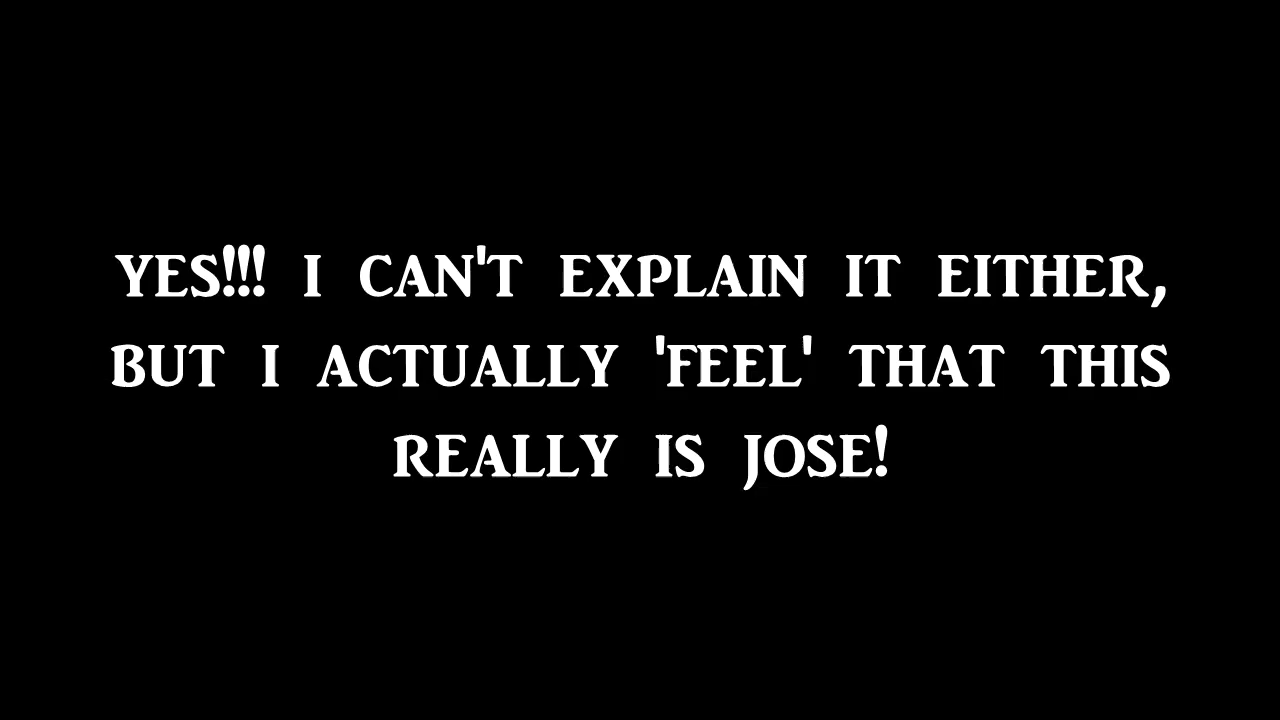 YES!!! I CAN'T EXPLAIN IT EITHER,
BUT I ACTUALLY 'FEEL' THAT THIS
REALLY IS JOSE!